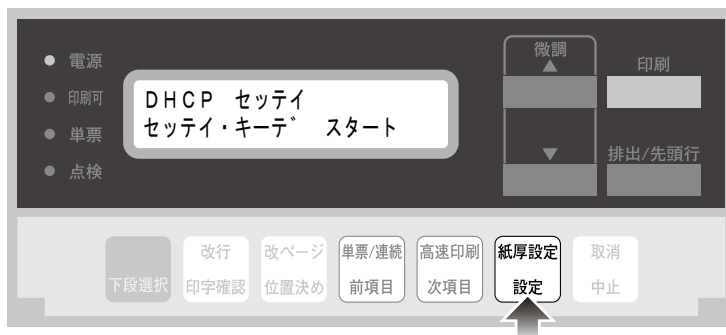 電源
印刷可
単票
点検
DHCP セッテイ
セッテイ・キーデ゛ スタート
微調
▲
▼
印刷
排出/先頭行
下段選択
改行
印字確認
改ページ
位置決め
単票/連続
前項目
高速印刷
次項目
紙厚設定
設定
取消
中止